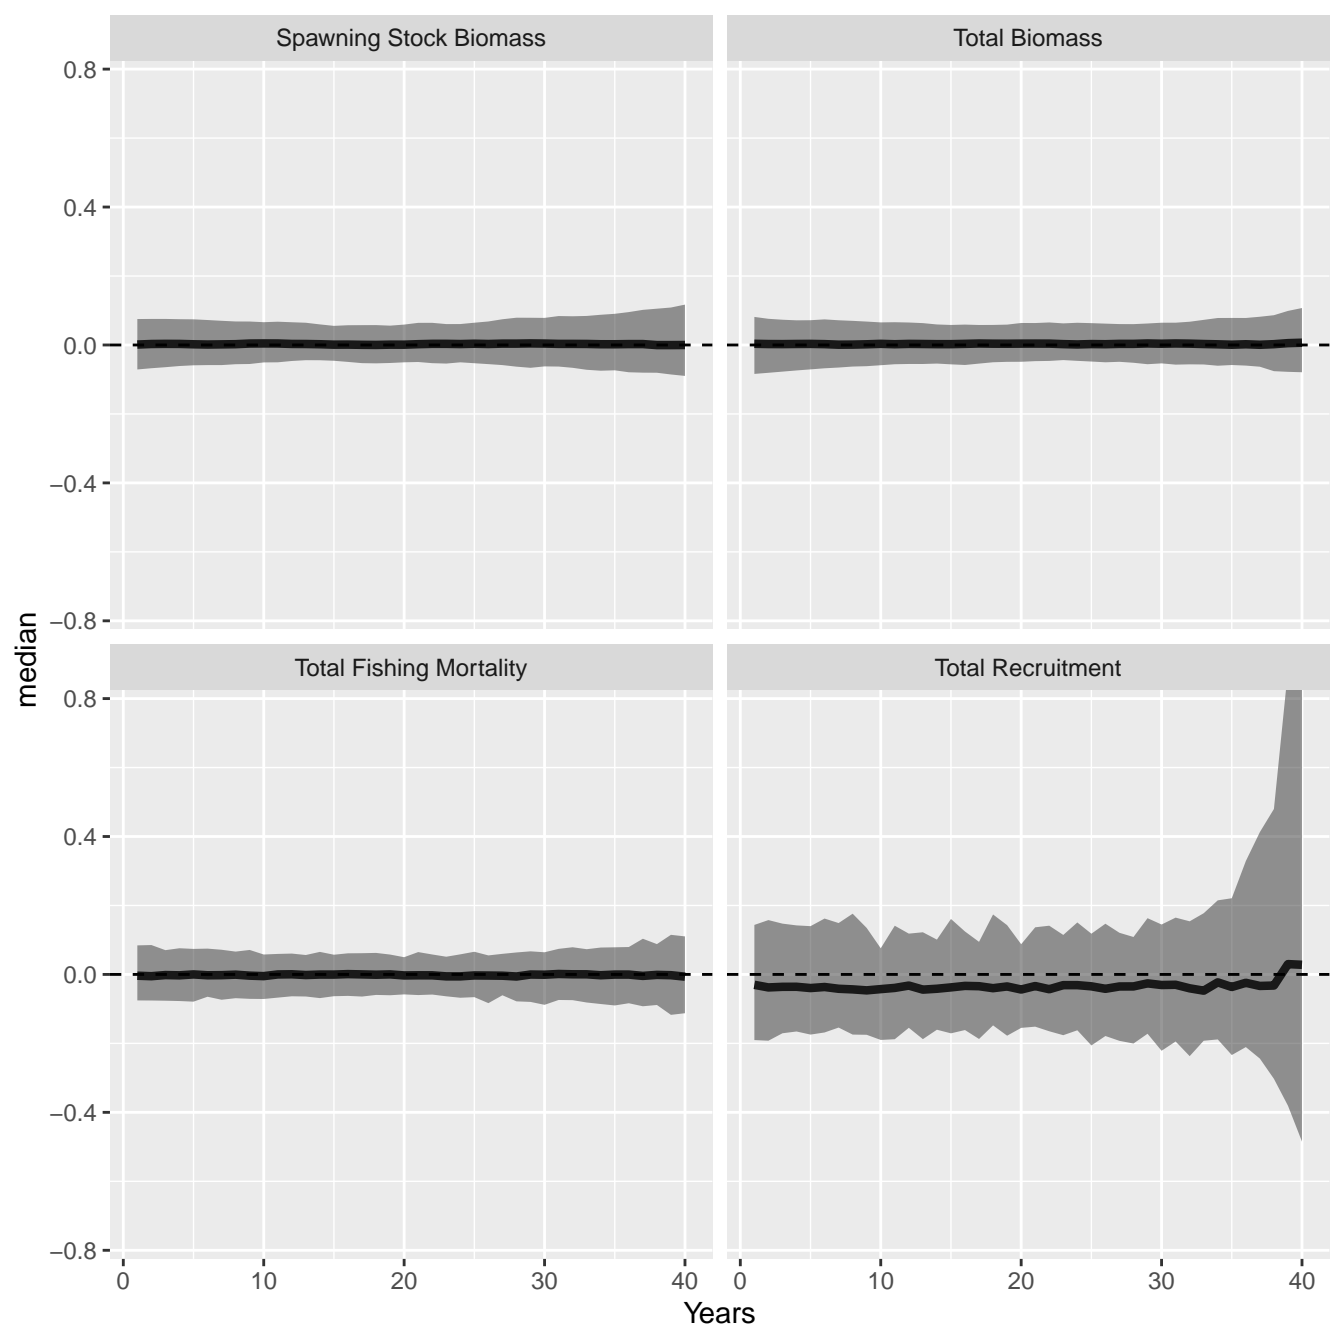 Spawning Stock Biomass
Total Biomass
0.8
0.4
0.0
−0.4
−0.8
median
Total Fishing Mortality
Total Recruitment
0.8
0.4
0.0
−0.4
−0.8
0 10 20 30 40
0 10 20 30 40
Years